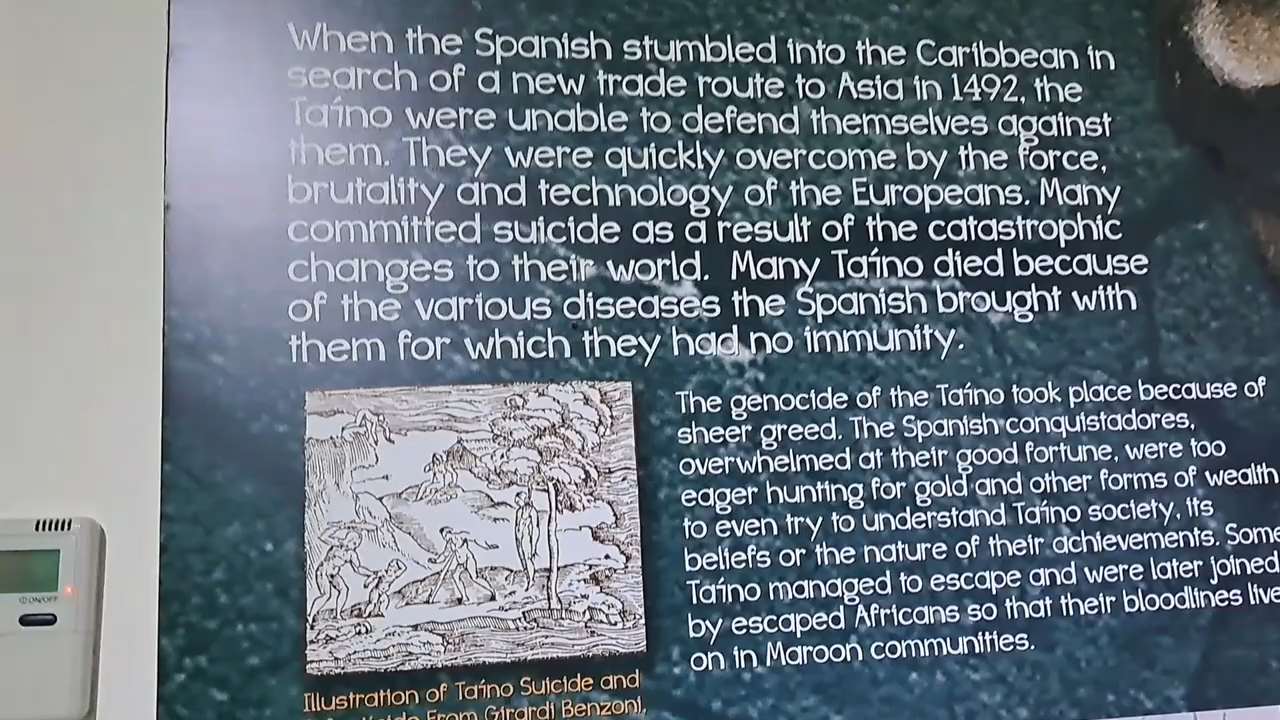 When the Spanish stumbled into the Caribbean in
search of a new trade route to Asia in 1492, the
Taíno were unable to defend themselves against
them. They were quickly overcome by the force,
brutality and technology of the Europeans. Many
committed suicide as a result of the catastrophic
changes to their world. Many Taíno died because
of the various diseases the Spanish brought with
them for which they had no immunity.
The genocide of the Taíno took place because of
sheer greed. The Spanish conquistadores,
overwhelmed at their good fortune, were too
eager hunting for gold and other forms of wealth
to even try to understand Taíno society, its
beliefs or the nature of their achievements. Some
Taíno managed to escape and were later joined
by escaped Africans so that their bloodlines live
on in Maroon communities.
Illustration of Taíno Suicide and
From Girardi Benzoni,
ON/OFF